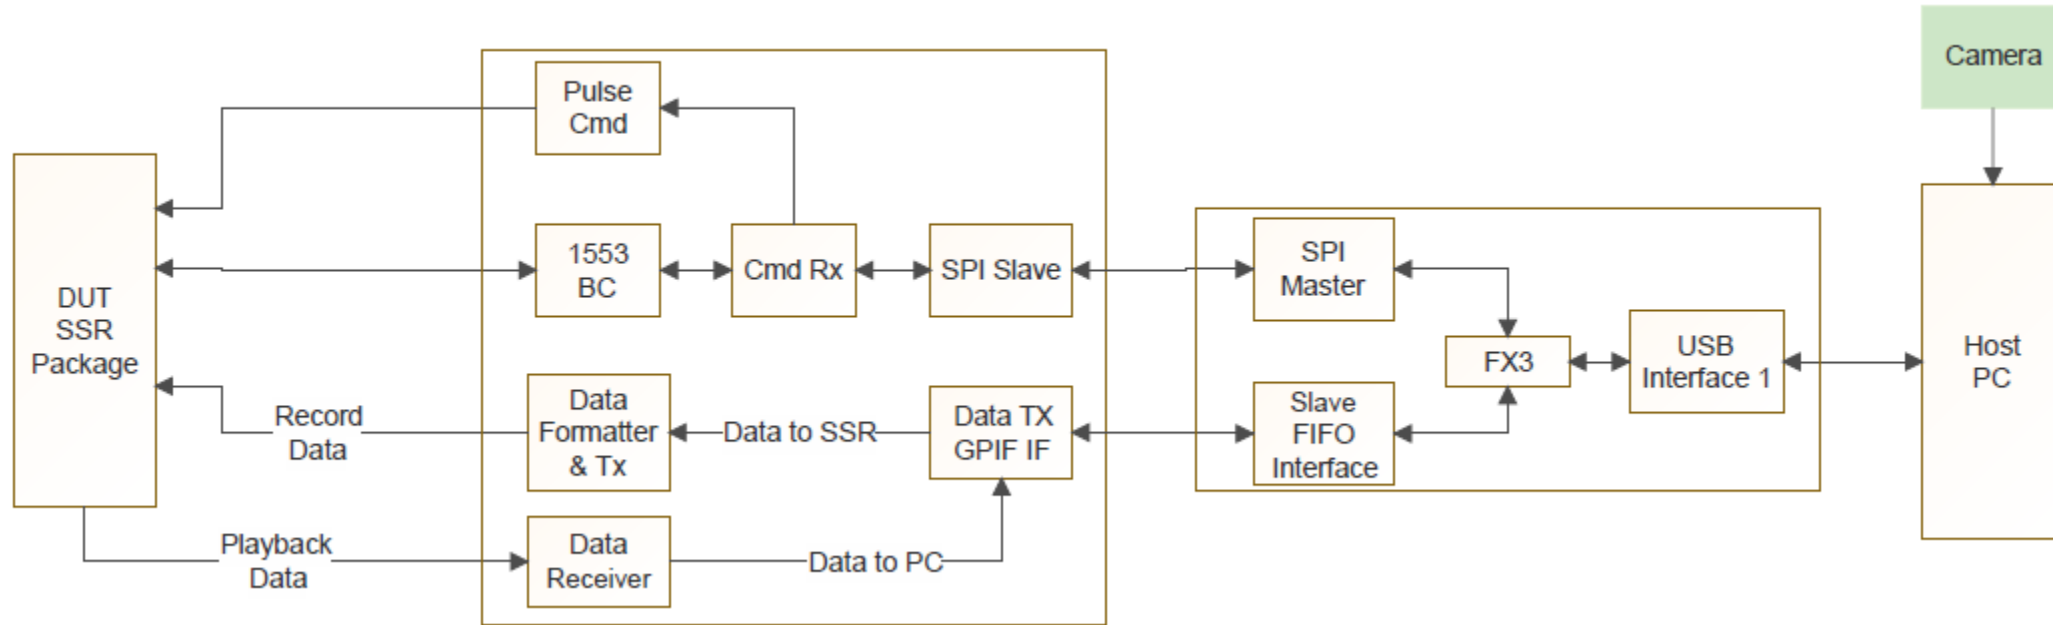 Camera
Pulse
Cmd
DUT
SSR
Package
1553
BC
Cmd Rx
SPI Slave
SPI
Master
FX3
USB
Interface 1
Host
PC
Record
Data
Data
Formatter
& Tx
Data to SSR
Data TX
GPIF IF
Slave
FIFO
Interface
Playback
Data
Data
Receiver
Data to PC